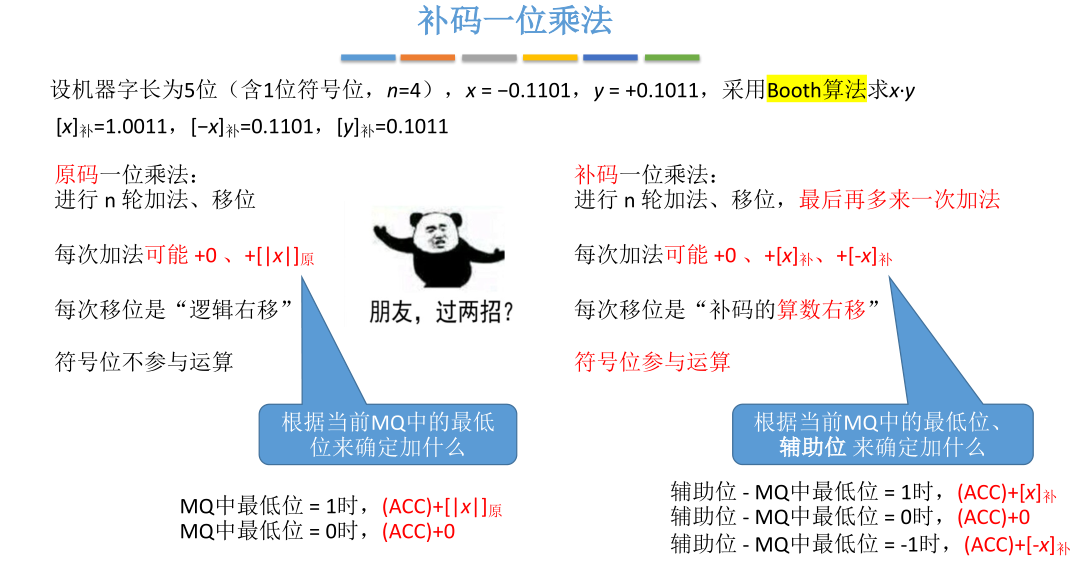 补码一位乘法
设机器字长为5位（含1位符号位，n=4），x = −0.1101，y = +0.1011，采用Booth算法求x·y
[x]补=1.0011，[−x]补=0.1101，[y]补=0.1011
原码一位乘法：
进行 n 轮加法、移位
每次加法可能 +0 、+[|x|]原
每次移位是“逻辑右移”
符号位不参与运算
根据当前MQ中的最低
位来确定加什么
MQ中最低位 = 1时，(ACC)+[|x|]原
MQ中最低位 = 0时，(ACC)+0
朋友，过两招?
补码一位乘法：
进行 n 轮加法、移位，最后再多来一次加法
每次加法可能 +0 、+[x]补、+[-x]补
每次移位是“补码的算数右移”
符号位参与运算
根据当前MQ中的最低位、
辅助位 来确定加什么
辅助位 - MQ中最低位 = 1时，(ACC)+[x]补
辅助位 - MQ中最低位 = 0时，(ACC)+0
辅助位 - MQ中最低位 = -1时，(ACC)+[-x]补